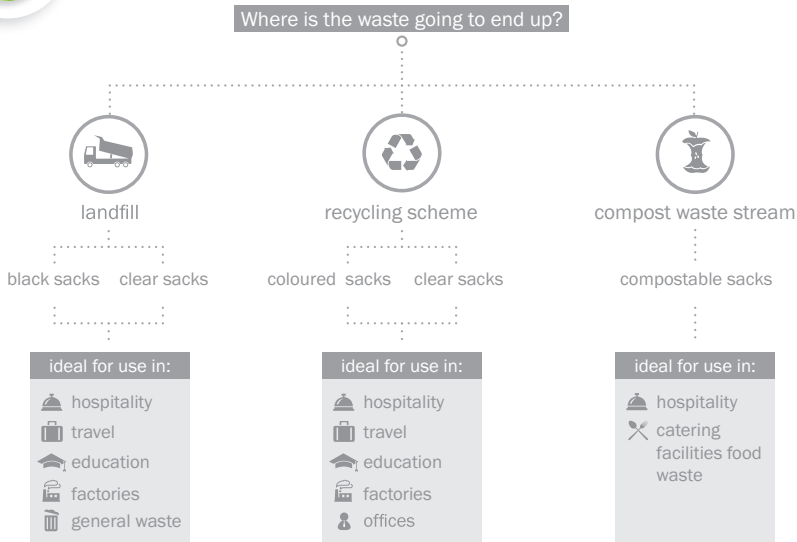 Where is the waste going to end up?
landfill
recycling scheme
compost waste stream
black sacks
clear sacks
coloured sacks
clear sacks
compostable sacks
ideal for use in:
hospitality
travel
education
factories
general waste
ideal for use in:
hospitality
travel
education
factories
offices
ideal for use in:
hospitality
catering
facilities food
waste